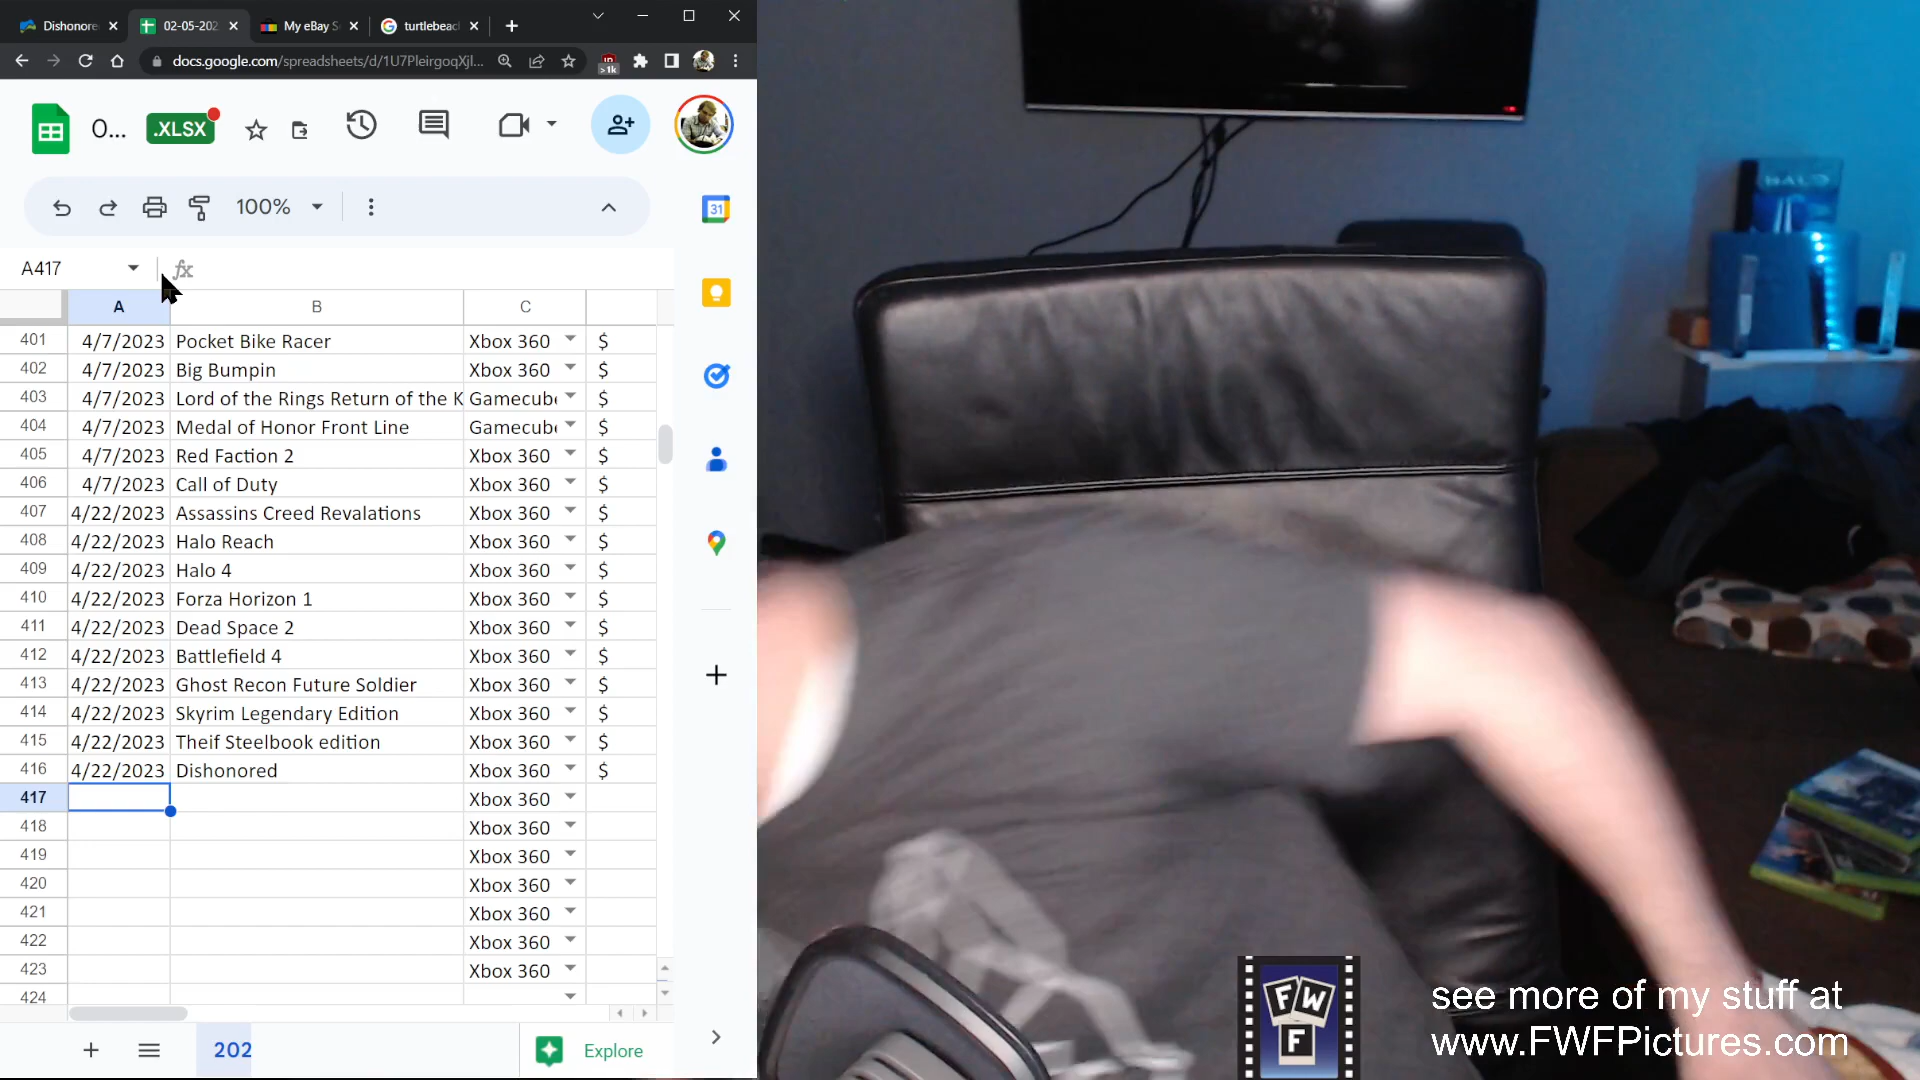 Dishonore
02-05-202
My eBay S
turtlebeac
docs.google.com/spreadsheets/d/1U7PleirgoqXjI...
>1k
0...
.XLSX
100%
31
A417
fx
A B C
401 4/7/2023 Pocket Bike Racer Xbox 360 $
402 4/7/2023 Big Bumpin Xbox 360 $
403 4/7/2023 Lord of the Rings Return of the K Gamecube $
404 4/7/2023 Medal of Honor Front Line Gamecube $
405 4/7/2023 Red Faction 2 Xbox 360 $
406 4/7/2023 Call of Duty Xbox 360 $
407 4/22/2023 Assassins Creed Revalations Xbox 360 $
408 4/22/2023 Halo Reach Xbox 360 $
409 4/22/2023 Halo 4 Xbox 360 $
410 4/22/2023 Forza Horizon 1 Xbox 360 $
411 4/22/2023 Dead Space 2 Xbox 360 $
412 4/22/2023 Battlefield 4 Xbox 360 $
413 4/22/2023 Ghost Recon Future Soldier Xbox 360 $
414 4/22/2023 Skyrim Legendary Edition Xbox 360 $
415 4/22/2023 Theif Steelbook edition Xbox 360 $
416 4/22/2023 Dishonored Xbox 360 $
417 Xbox 360
418 Xbox 360
419 Xbox 360
420 Xbox 360
421 Xbox 360
422 Xbox 360
423 Xbox 360
424
202
Explore
HALO
FWF
see more of my stuff at
www.FWFPictures.com